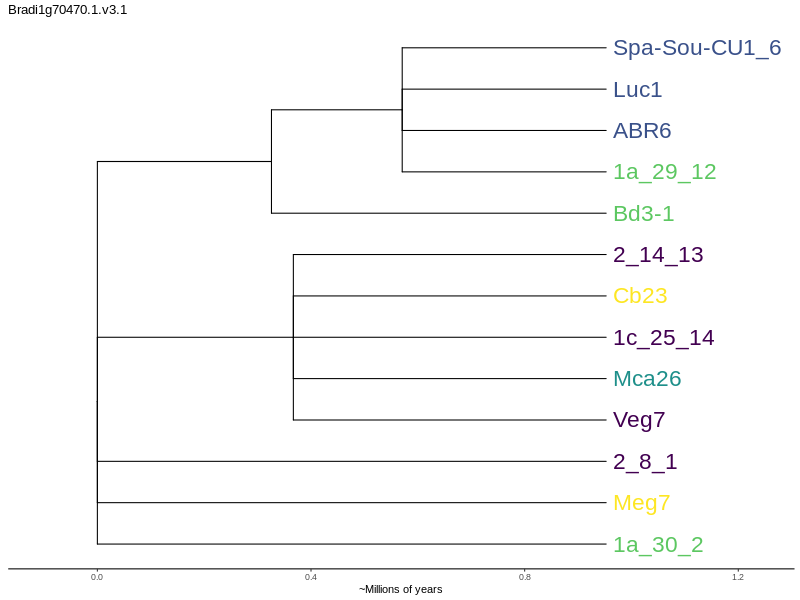 Bradi1g70470.1.v3.1
Spa-Sou-CU1_6
Luc1
ABR6
1a_29_12
Bd3-1
2_14_13
Cb23
1c_25_14
Mca26
Veg7
2_8_1
Meg7
1a_30_2
0.0 0.4 0.8 1.2
~Millions of years